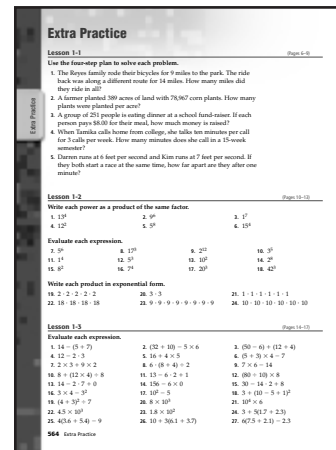 Extra Practice
Lesson 1-1 (Pages 6–9)
Use the four-step plan to solve each problem.
1. The Reyes family rode their bicycles for 9 miles to the park. The ride
back was along a different route for 14 miles. How many miles did
they ride in all?
2. A farmer planted 389 acres of land with 78,967 corn plants. How many
plants were planted per acre?
3. A group of 251 people is eating dinner at a school fund-raiser. If each
person pays $8.00 for their meal, how much money is raised?
4. When Tamika calls home from college, she talks ten minutes per call
for 3 calls per week. How many minutes does she call in a 15-week
semester?
5. Darren runs at 6 feet per second and Kim runs at 7 feet per second. If
they both start a race at the same time, how far apart are they after one
minute?
Extra Practice
Lesson 1-2 (Pages 10–13)
Write each power as a product of the same factor.
1. 13⁴ 2. 9⁶ 3. 1⁷
4. 12² 5. 5⁸ 6. 15⁴
Evaluate each expression.
7. 5⁶ 8. 17³ 9. 2¹² 10. 3⁵
11. 1⁴ 12. 5³ 13. 10² 14. 2⁸
15. 8² 16. 7⁴ 17. 20³ 18. 42³
Write each product in exponential form.
19. 2 · 2 · 2 · 2 · 2 20. 3 · 3 21. 1 · 1 · 1 · 1 · 1 · 1
22. 18 · 18 · 18 · 18 23. 9 · 9 · 9 · 9 · 9 · 9 · 9 · 9 24. 10 · 10 · 10 · 10 · 10 · 10 · 10
Lesson 1-3 (Pages 14–17)
Evaluate each expression.
1. 14 − (5 + 7) 2. (32 + 10) − 5 × 6 3. (50 − 6) + (12 + 4)
4. 12 − 2 · 3 5. 16 + 4 × 5 6. (5 + 3) × 4 − 7
7. 2 × 3 + 9 × 2 8. 6 · (8 + 4) ÷ 2 9. 7 × 6 − 14
10. 8 + (12 × 4) ÷ 8 11. 13 − 6 · 2 + 1 12. (80 + 10) × 8
13. 14 − 2 · 7 + 0 14. 156 − 6 × 0 15. 30 − 14 · 2 + 8
16. 3 × 4 − 3² 17. 10² − 5 18. 3 + (10 − 5 + 1)²
19. (4 + 3)² ÷ 7 20. 8 × 10³ 21. 10⁴ × 6
22. 4.5 × 10³ 23. 1.8 × 10² 24. 3 + 5(1.7 + 2.3)
25. 4(3.6 + 5.4) − 9 26. 10 + 3(6.1 + 3.7) 27. 6(7.5 + 2.1) − 2.3
564 Extra Practice